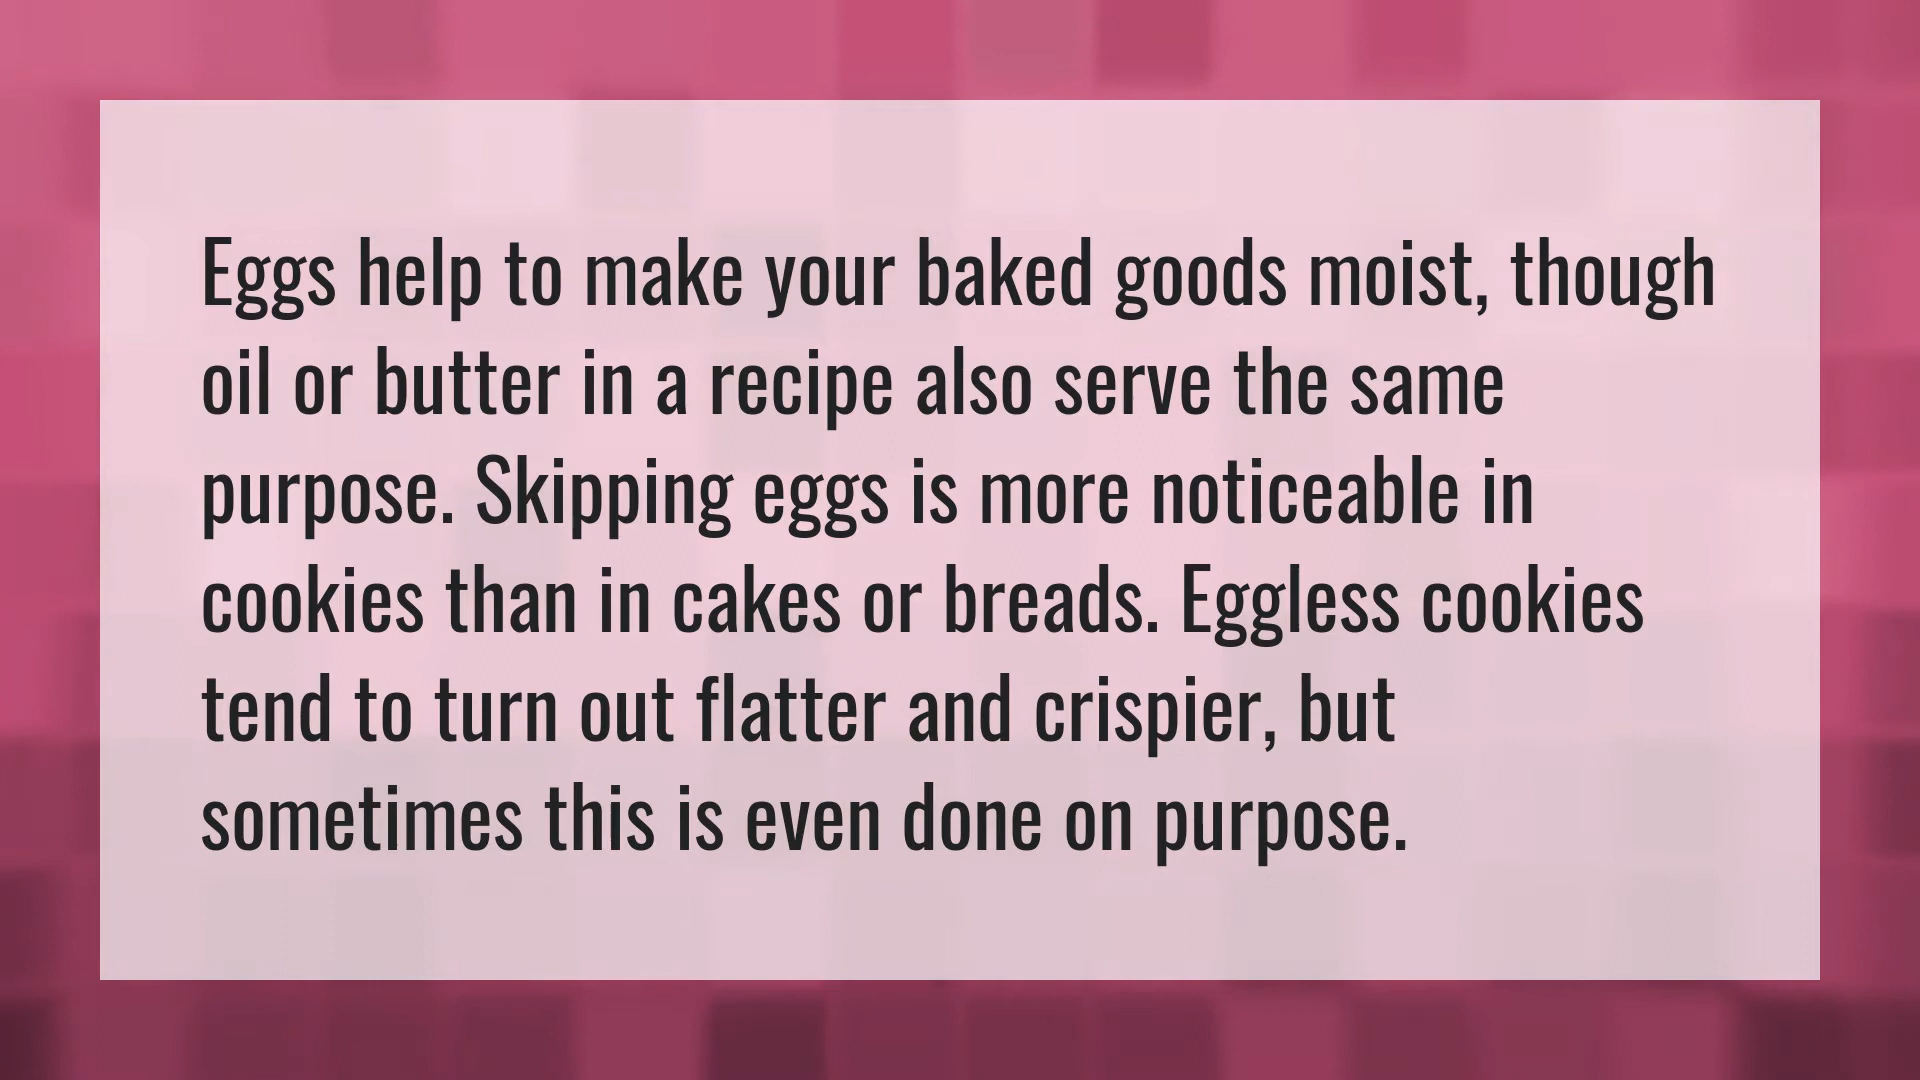 Eggs help to make your baked goods moist, though
oil or butter in a recipe also serve the same
purpose. Skipping eggs is more noticeable in
cookies than in cakes or breads. Eggless cookies
tend to turn out flatter and crispier, but
sometimes this is even done on purpose.